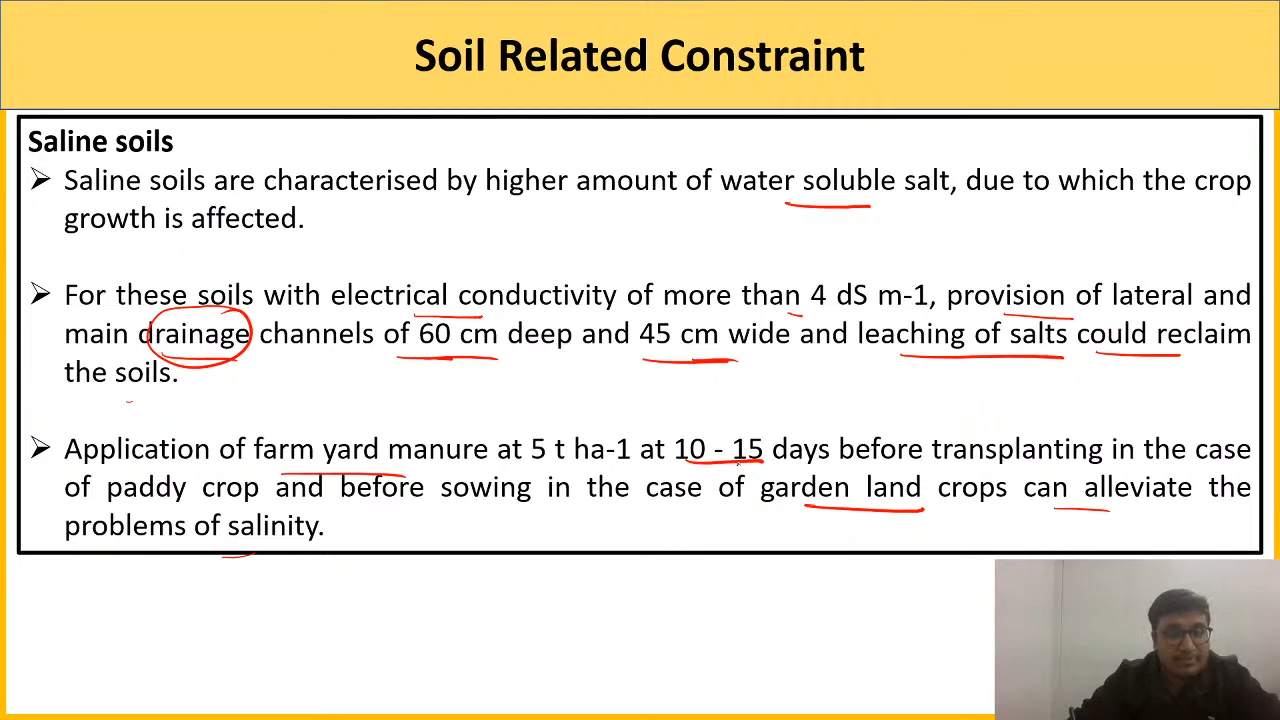 Soil Related Constraint
Saline soils
➢ Saline soils are characterised by higher amount of water soluble salt, due to which the crop
growth is affected.
➢ For these soils with electrical conductivity of more than 4 dS m-1, provision of lateral and
main drainage channels of 60 cm deep and 45 cm wide and leaching of salts could reclaim
the soils.
➢ Application of farm yard manure at 5 t ha-1 at 10 - 15 days before transplanting in the case
of paddy crop and before sowing in the case of garden land crops can alleviate the
problems of salinity.